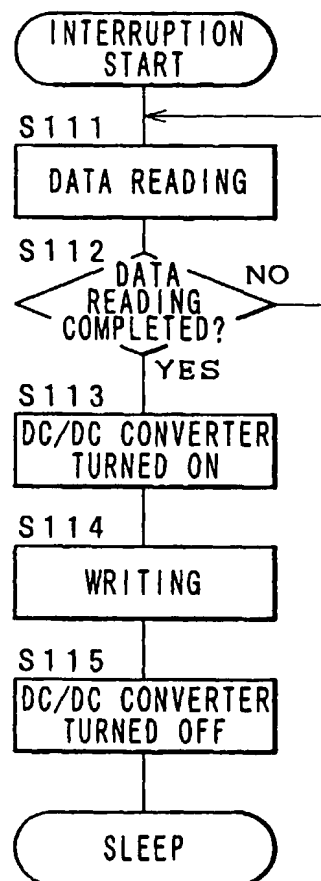 INTERRUPTION
START
S111
DATA READING
S112
DATA
READING
COMPLETED?
NO
YES
S113
DC/DC CONVERTER
TURNED ON
S114
WRITING
S115
DC/DC CONVERTER
TURNED OFF
SLEEP